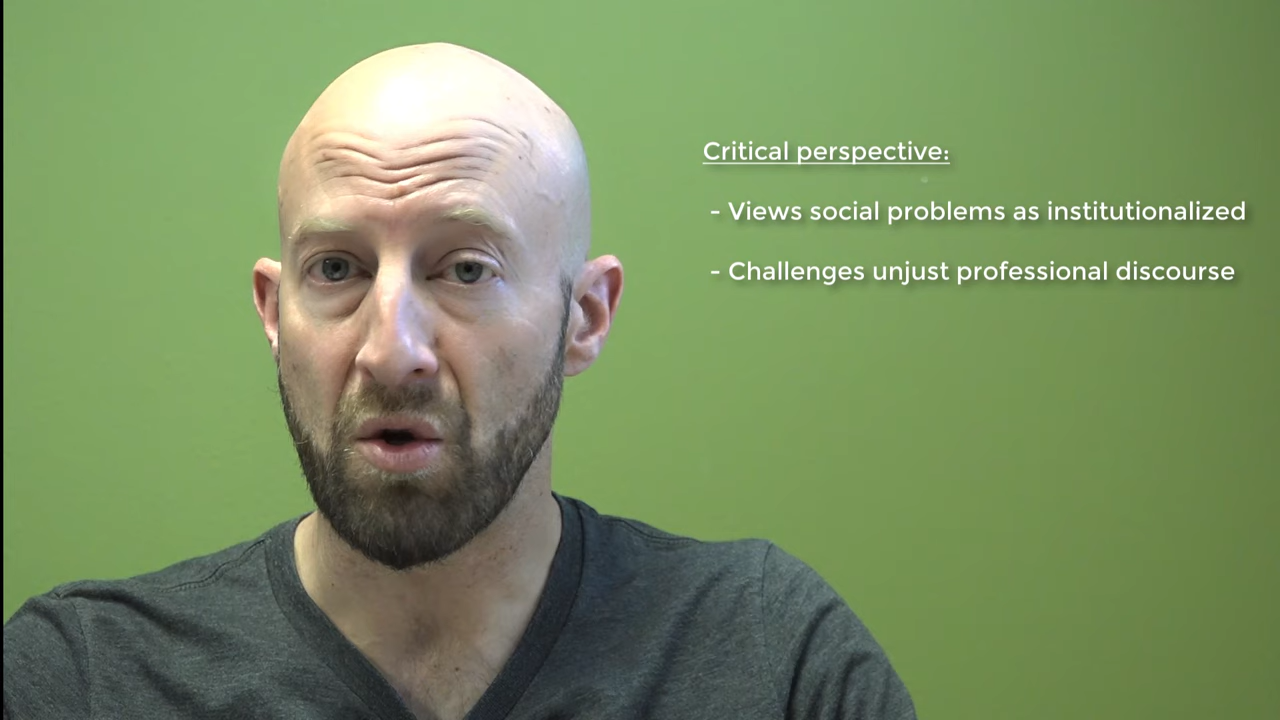 Critical perspective:
- Views social problems as institutionalized
- Challenges unjust professional discourse